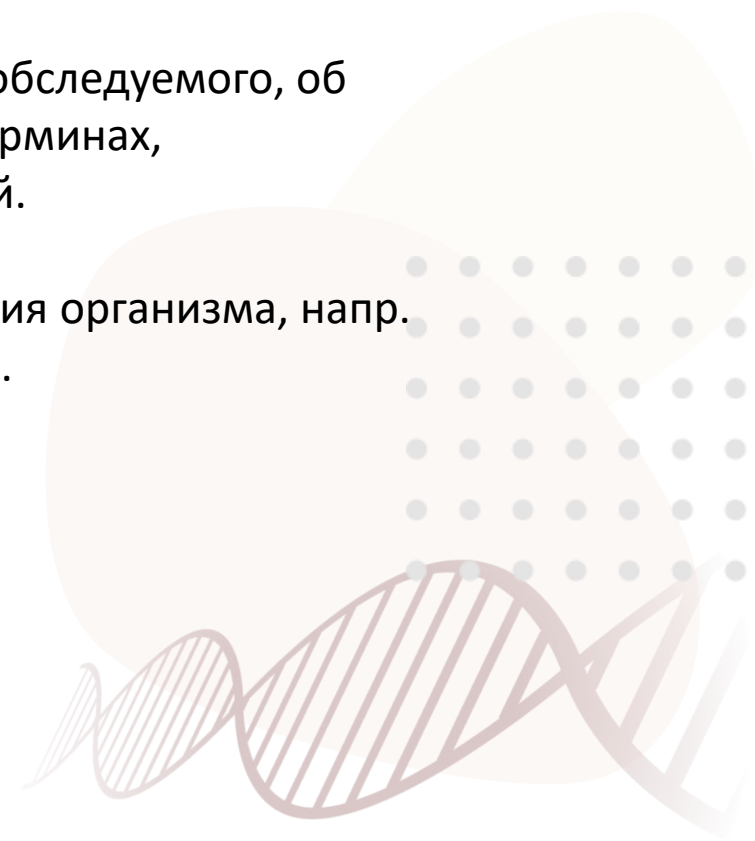 обследуемого, об
рминах,
й.
ия организма, напр.
.